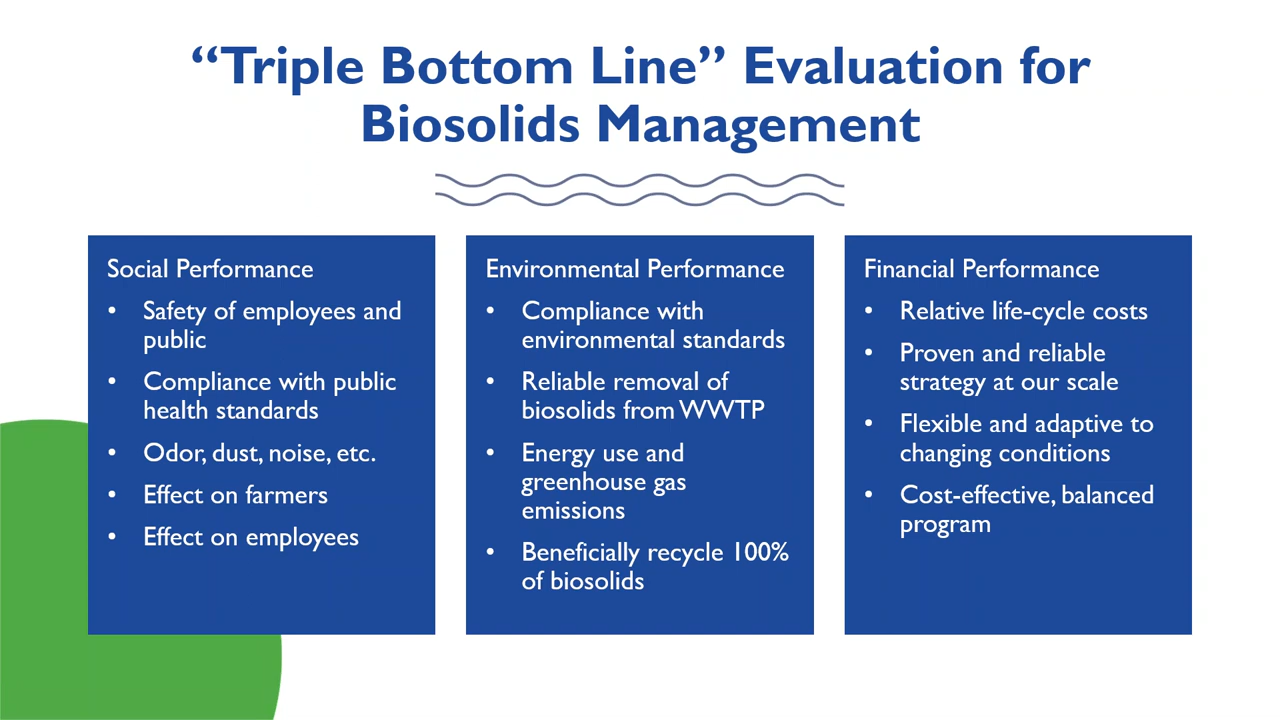 “Triple Bottom Line” Evaluation for
Biosolids Management
Social Performance
• Safety of employees and
public
• Compliance with public
health standards
• Odor, dust, noise, etc.
• Effect on farmers
• Effect on employees
Environmental Performance
• Compliance with
environmental standards
• Reliable removal of
biosolids from WWTP
• Energy use and
greenhouse gas
emissions
• Beneficially recycle 100%
of biosolids
Financial Performance
• Relative life-cycle costs
• Proven and reliable
strategy at our scale
• Flexible and adaptive to
changing conditions
• Cost-effective, balanced
program